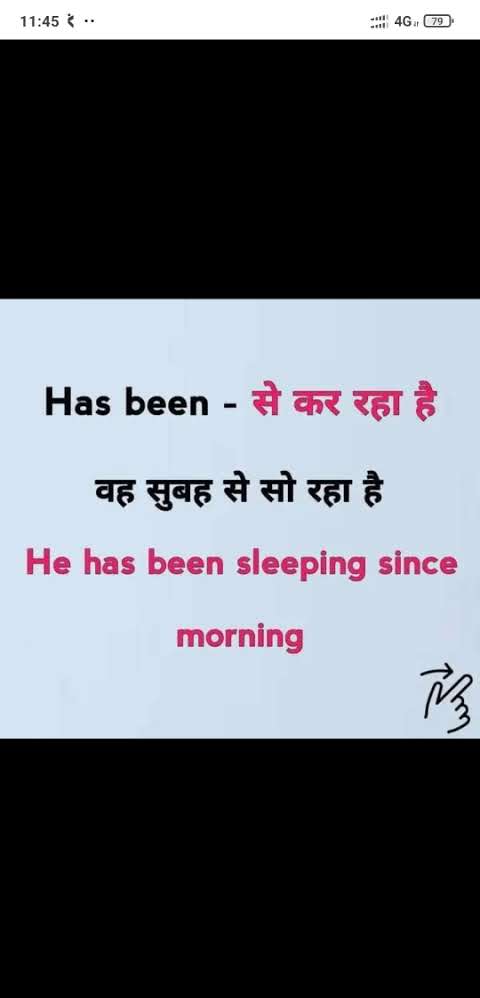 11:45
4G 79
Has been - से कर रहा है
वह सुबह से सो रहा है
He has been sleeping since
morning